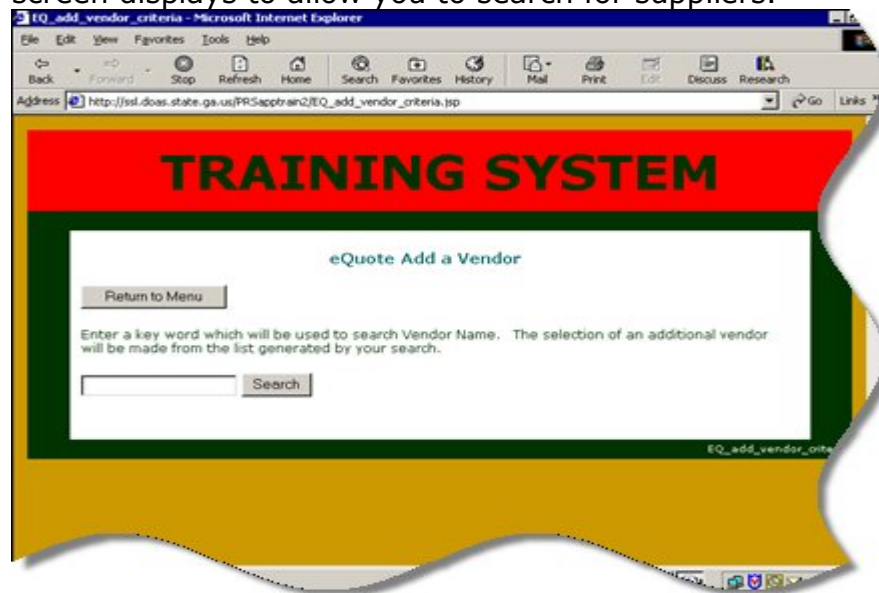 screen displays to allow you to search for suppliers.
EQ_add_vendor_criteria - Microsoft Internet Explorer
File Edit View Favorites Tools Help
Back Forward Stop Refresh Home Search Favorites History Mail Print Edit Discuss Research
Address http://ssl.doas.state.ga.us/PRSapptrain2/EQ_add_vendor_criteria.jsp Go Links
TRAINING SYSTEM
eQuote Add a Vendor
Return to Menu
Enter a key word which will be used to search Vendor Name. The selection of an additional vendor
will be made from the list generated by your search.
Search
EQ_add_vendor_crite